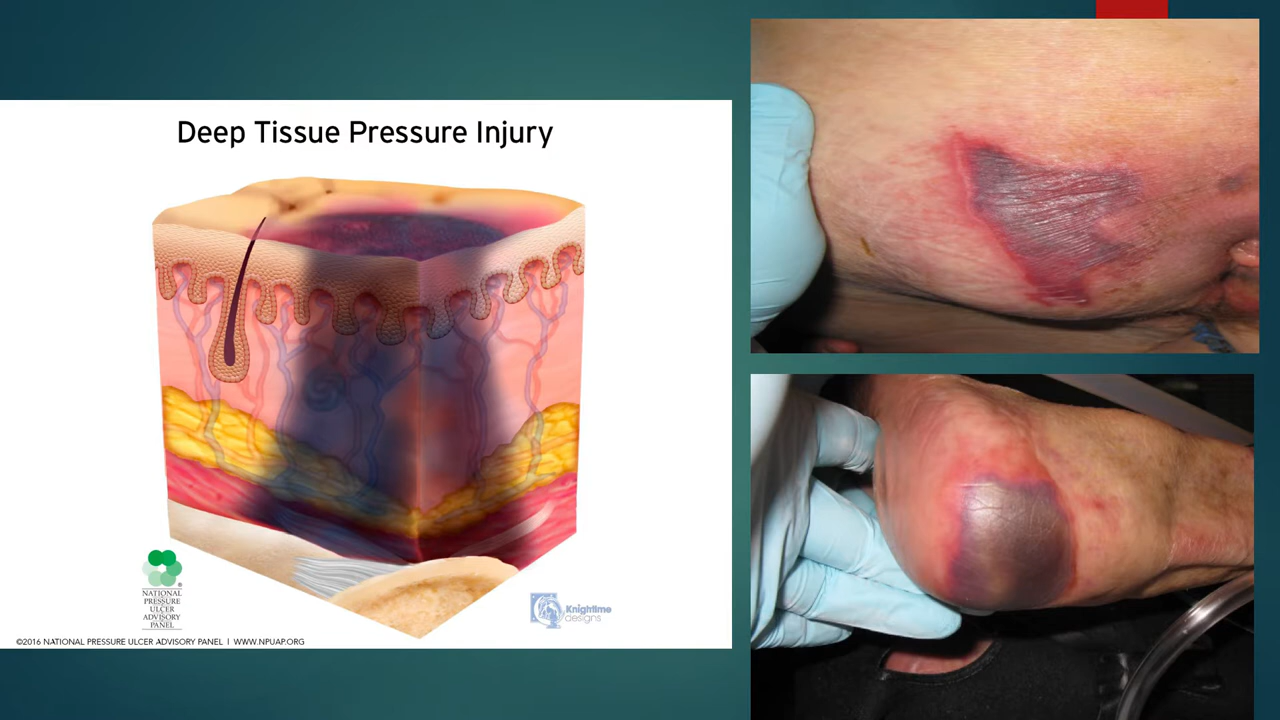 Deep Tissue Pressure Injury
NATIONAL
PRESSURE
ULCER
ADVISORY
PANEL
®
Knighttime
designs
©2016 NATIONAL PRESSURE ULCER ADVISORY PANEL | WWW.NPUAP.ORG